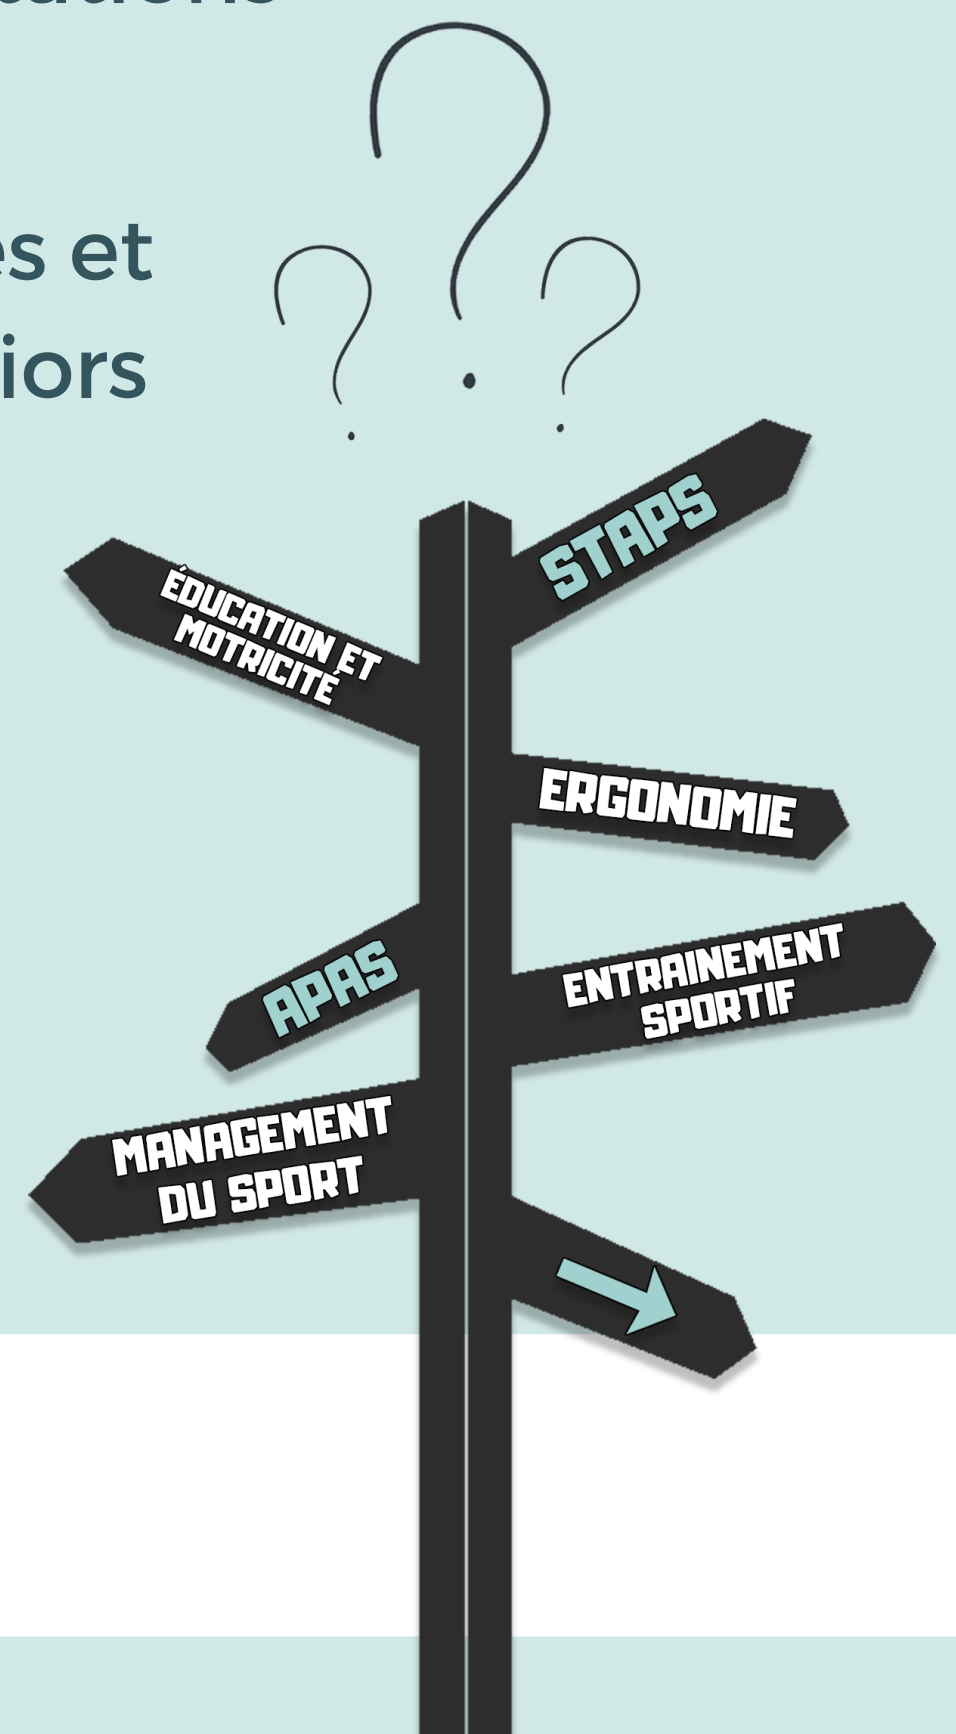 es et
iors
STAPS
ÉDUCATION ET
MOTRICITÉ
ERGONOMIE
APAS
ENTRAINEMENT
SPORTIF
MANAGEMENT
DU SPORT